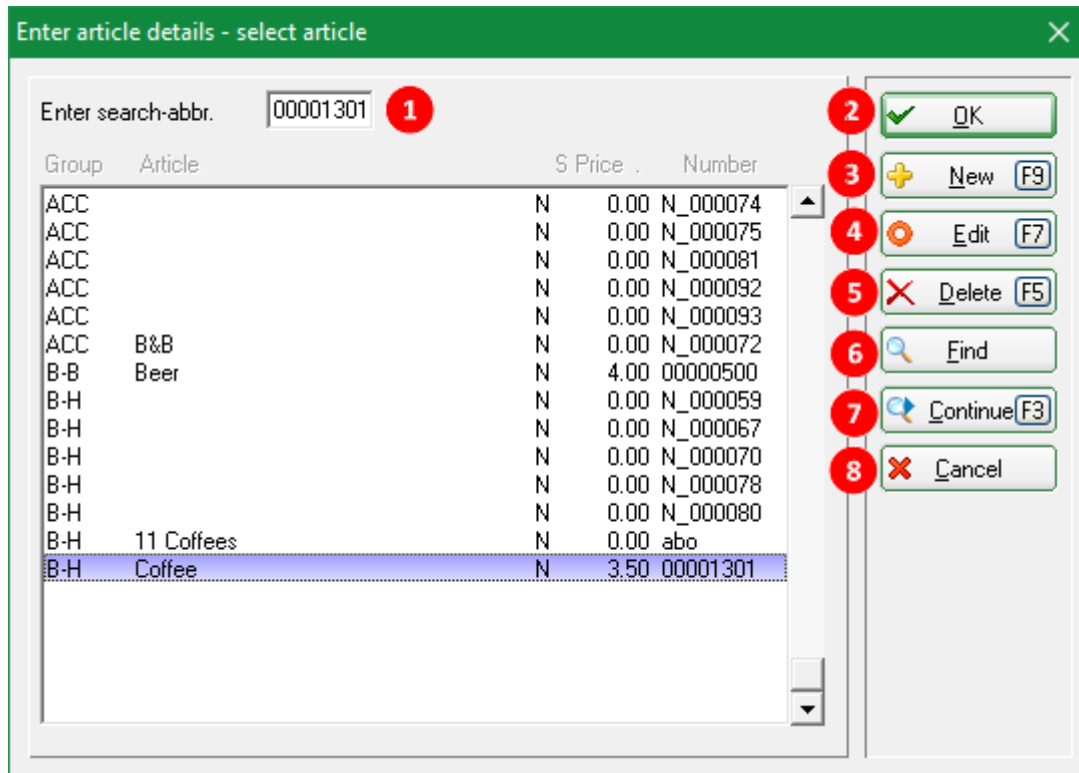 Enter article details - select article
Enter search-abbr. 00001301 1
Group Article S Price . Number
ACC N 0.00 N_000074
ACC N 0.00 N_000075
ACC N 0.00 N_000081
ACC N 0.00 N_000092
ACC N 0.00 N_000093
ACC B&B N 0.00 N_000072
B-B Beer N 4.00 00000500
B-H N 0.00 N_000059
B-H N 0.00 N_000067
B-H N 0.00 N_000070
B-H N 0.00 N_000078
B-H N 0.00 N_000080
B-H 11 Coffees N 0.00 abo
B-H Coffee N 3.50 00001301
2 OK
3 New F9
4 Edit F7
5 Delete F5
6 Find
7 Continue F3
8 Cancel